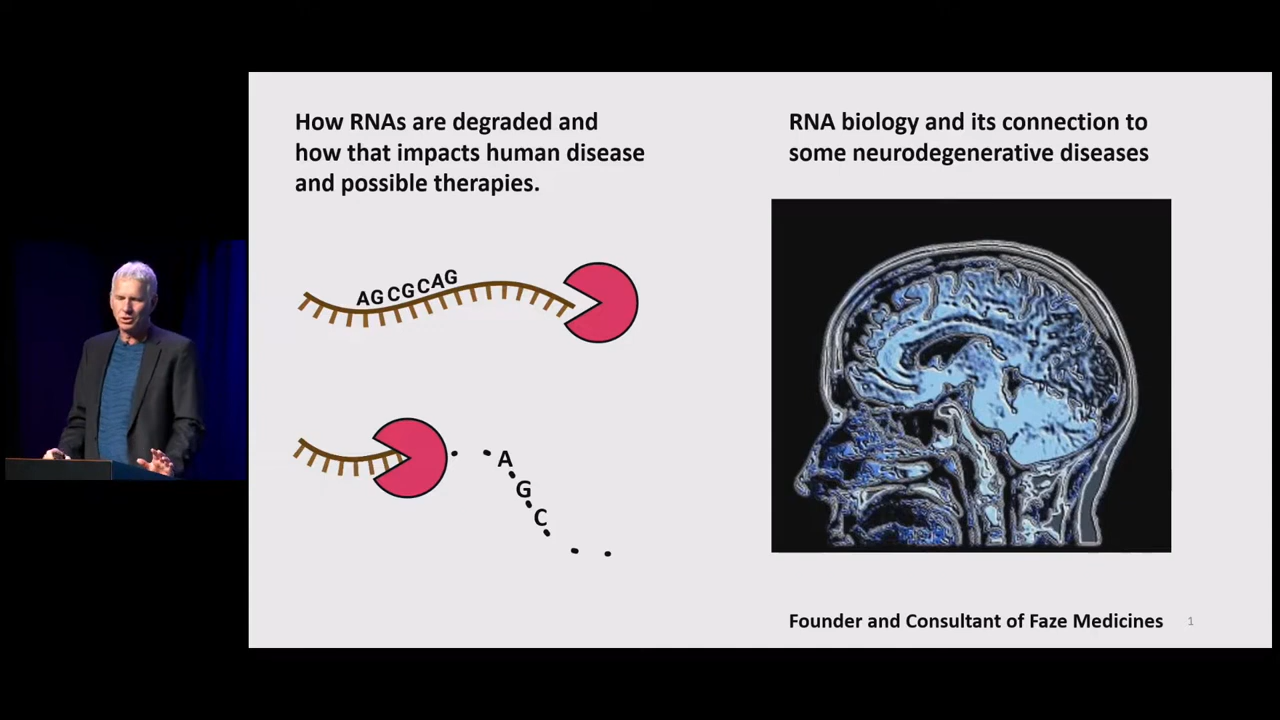 How RNAs are degraded and
how that impacts human disease
and possible therapies.
AGCGCAG
A
G
C
RNA biology and its connection to
some neurodegenerative diseases
Founder and Consultant of Faze Medicines
1